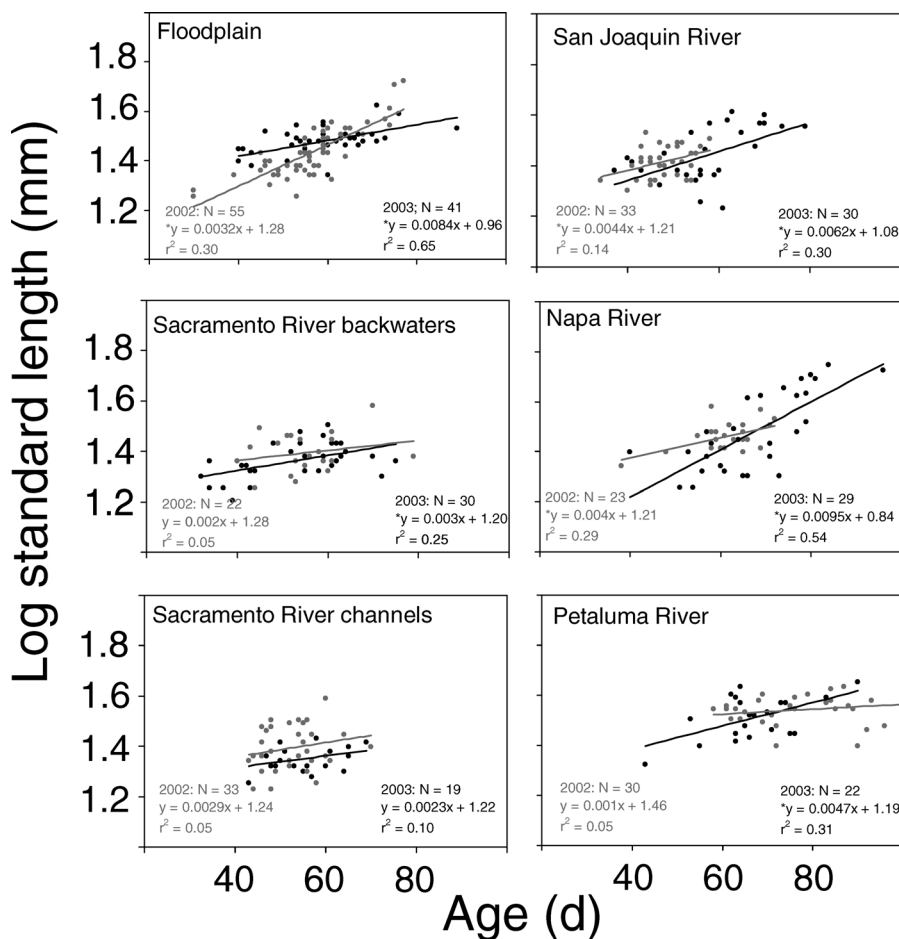 Log standard length (mm)
Floodplain
1.8
1.6
1.4
1.2
2002: N = 55
*y = 0.0032x + 1.28
r² = 0.30
2003; N = 41
*y = 0.0084x + 0.96
r² = 0.65
San Joaquin River
2002: N = 33
*y = 0.0044x + 1.21
r² = 0.14
2003: N = 30
*y = 0.0062x + 1.08
r² = 0.30
Sacramento River backwaters
1.8
1.6
1.4
1.2
2002: N = 22
y = 0.002x + 1.28
r² = 0.05
2003: N = 30
*y = 0.003x + 1.20
r² = 0.25
Napa River
2002: N = 23
*y = 0.004x + 1.21
r² = 0.29
2003: N = 29
*y = 0.0095x + 0.84
r² = 0.54
Sacramento River channels
1.8
1.6
1.4
1.2
2002: N = 33
y = 0.0029x + 1.24
r² = 0.05
2003: N = 19
y = 0.0023x + 1.22
r² = 0.10
40 60 80
Petaluma River
2002: N = 30
y = 0.001x + 1.46
r² = 0.05
2003: N = 22
*y = 0.0047x + 1.19
r² = 0.31
40 60 80
Age (d)